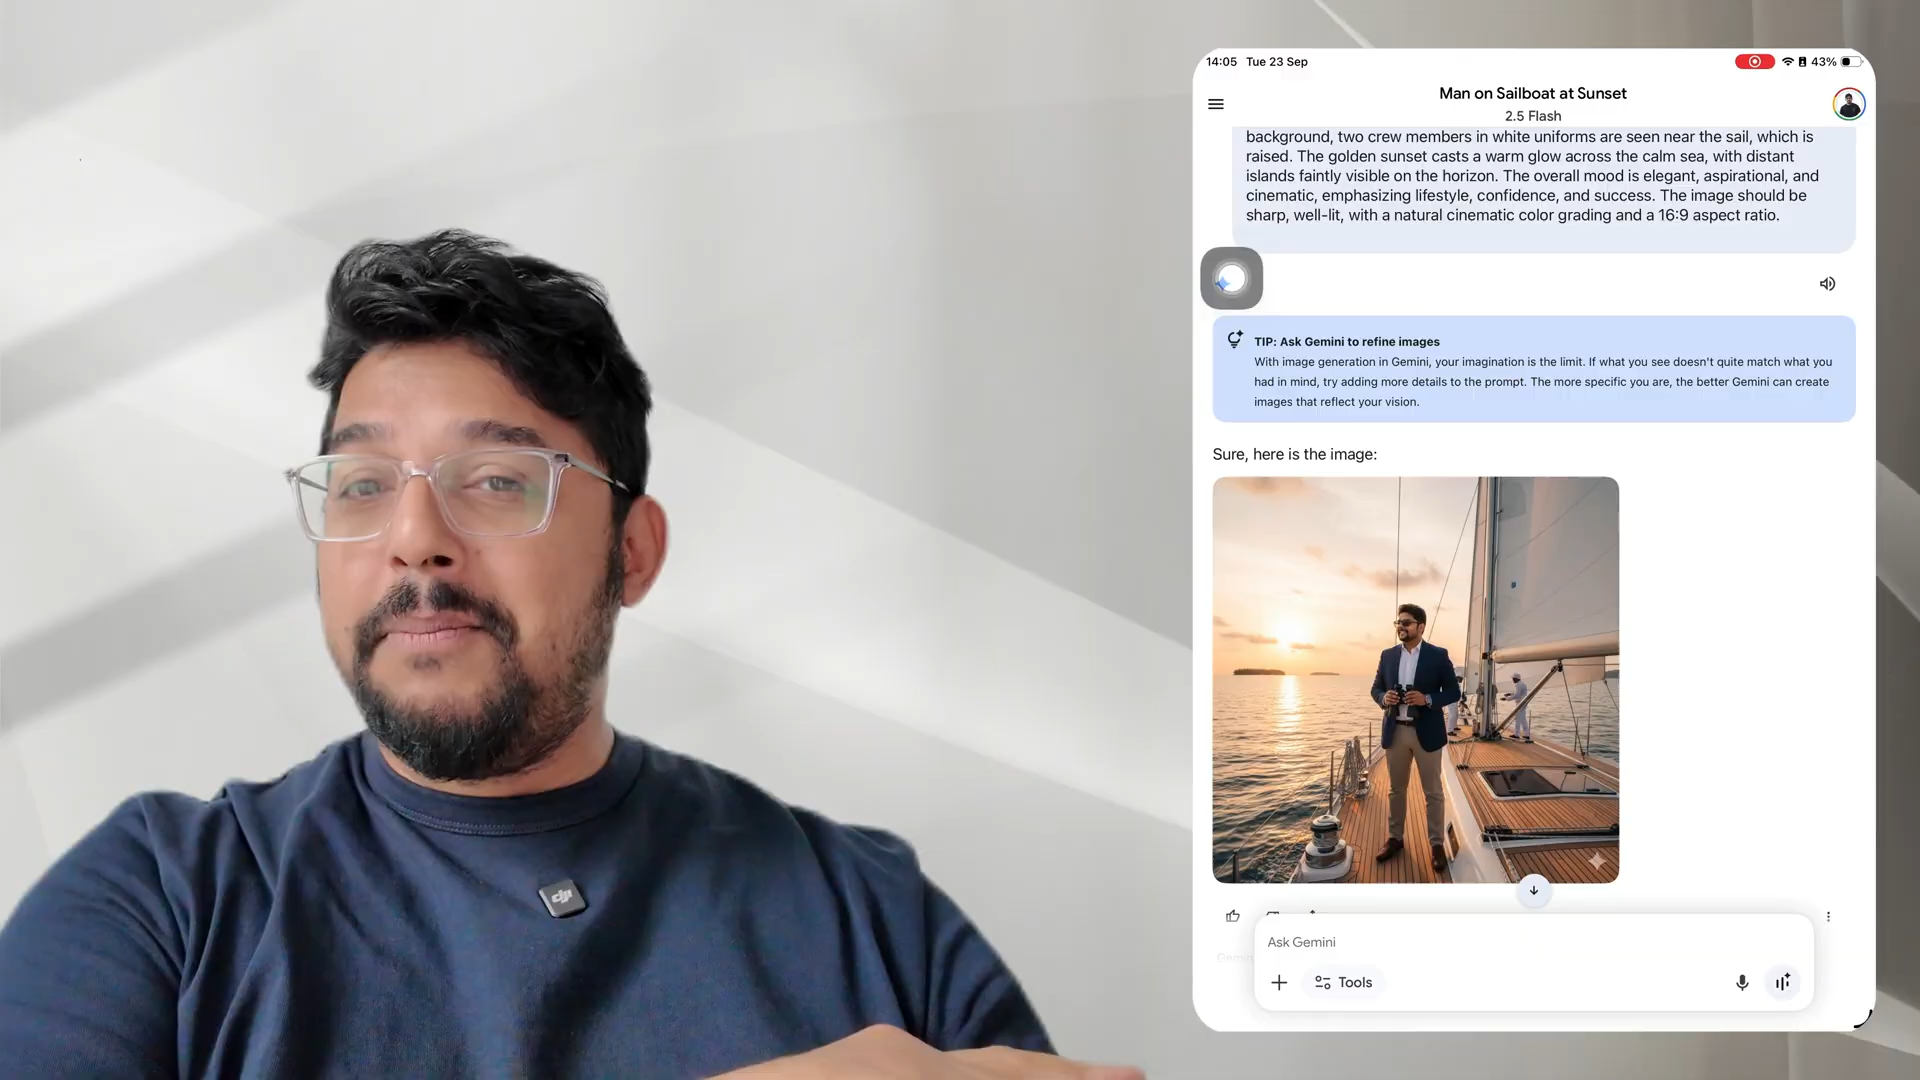 14:05 Tue 23 Sep
43%
Man on Sailboat at Sunset
2.5 Flash
background, two crew members in white uniforms are seen near the sail, which is
raised. The golden sunset casts a warm glow across the calm sea, with distant
islands faintly visible on the horizon. The overall mood is elegant, aspirational, and
cinematic, emphasizing lifestyle, confidence, and success. The image should be
sharp, well-lit, with a natural cinematic color grading and a 16:9 aspect ratio.
TIP: Ask Gemini to refine images
With image generation in Gemini, your imagination is the limit. If what you see doesn't quite match what you
had in mind, try adding more details to the prompt. The more specific you are, the better Gemini can create
images that reflect your vision.
Sure, here is the image:
Ask Gemini
Tools
dji